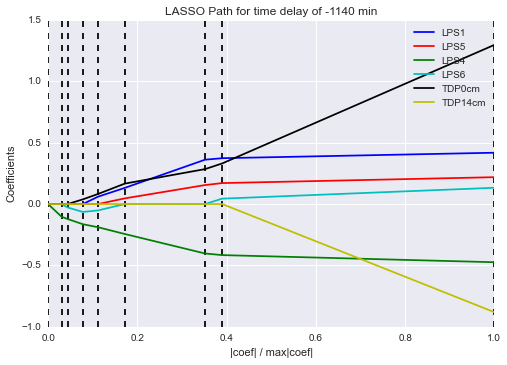 LASSO Path for time delay of -1140 min
1.5
1.0
0.5
0.0
−0.5
−1.0
Coefficients
LPS1
LPS5
LPS4
LPS6
TDP0cm
TDP14cm
0.0 0.2 0.4 0.6 0.8 1.0
|coef| / max|coef|